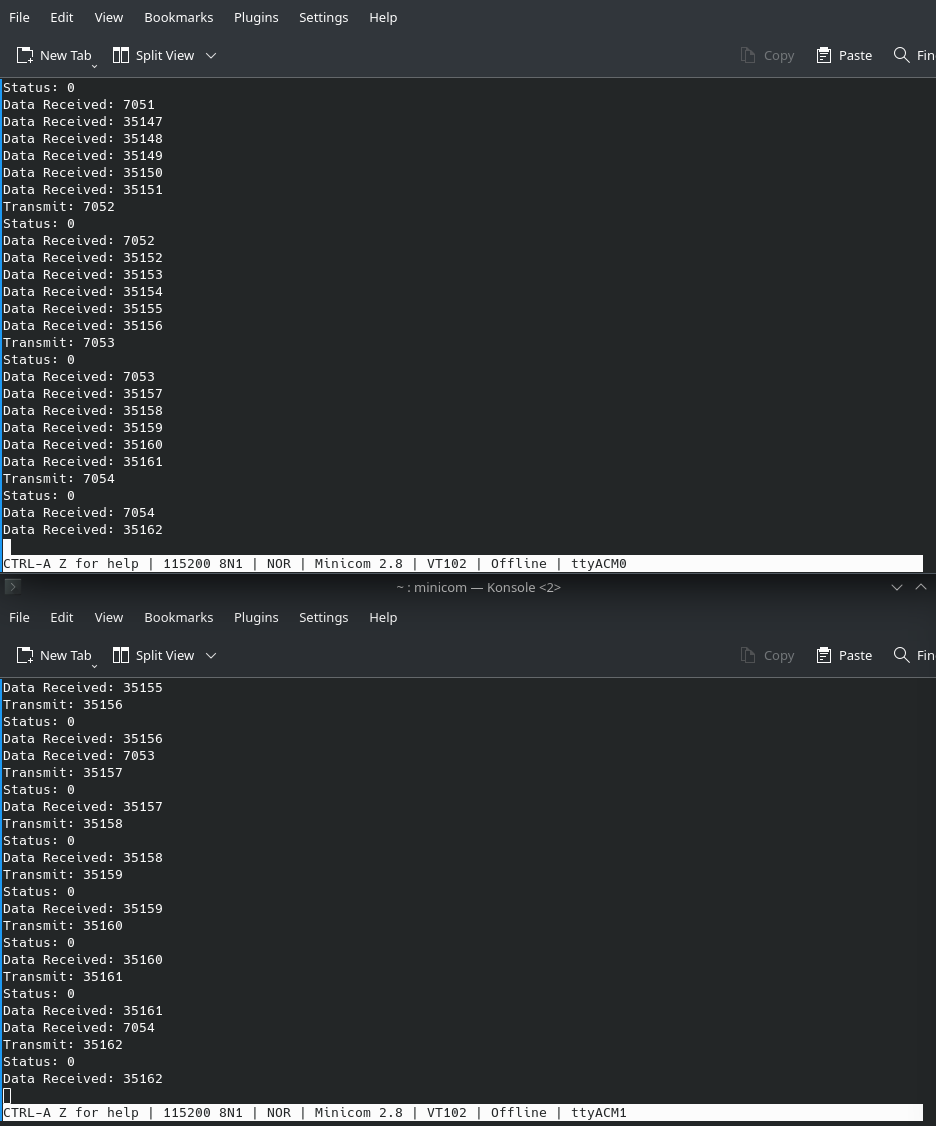 File Edit View Bookmarks Plugins Settings Help
New Tab Split View Copy Paste Fin
Status: 0
Data Received: 7051
Data Received: 35147
Data Received: 35148
Data Received: 35149
Data Received: 35150
Data Received: 35151
Transmit: 7052
Status: 0
Data Received: 7052
Data Received: 35152
Data Received: 35153
Data Received: 35154
Data Received: 35155
Data Received: 35156
Transmit: 7053
Status: 0
Data Received: 7053
Data Received: 35157
Data Received: 35158
Data Received: 35159
Data Received: 35160
Data Received: 35161
Transmit: 7054
Status: 0
Data Received: 7054
Data Received: 35162
CTRL-A Z for help | 115200 8N1 | NOR | Minicom 2.8 | VT102 | Offline | ttyACM0
~ : minicom — Konsole <2>
File Edit View Bookmarks Plugins Settings Help
New Tab Split View Copy Paste Fin
Data Received: 35155
Transmit: 35156
Status: 0
Data Received: 35156
Data Received: 7053
Transmit: 35157
Status: 0
Data Received: 35157
Transmit: 35158
Status: 0
Data Received: 35158
Transmit: 35159
Status: 0
Data Received: 35159
Transmit: 35160
Status: 0
Data Received: 35160
Transmit: 35161
Status: 0
Data Received: 35161
Data Received: 7054
Transmit: 35162
Status: 0
Data Received: 35162
CTRL-A Z for help | 115200 8N1 | NOR | Minicom 2.8 | VT102 | Offline | ttyACM1